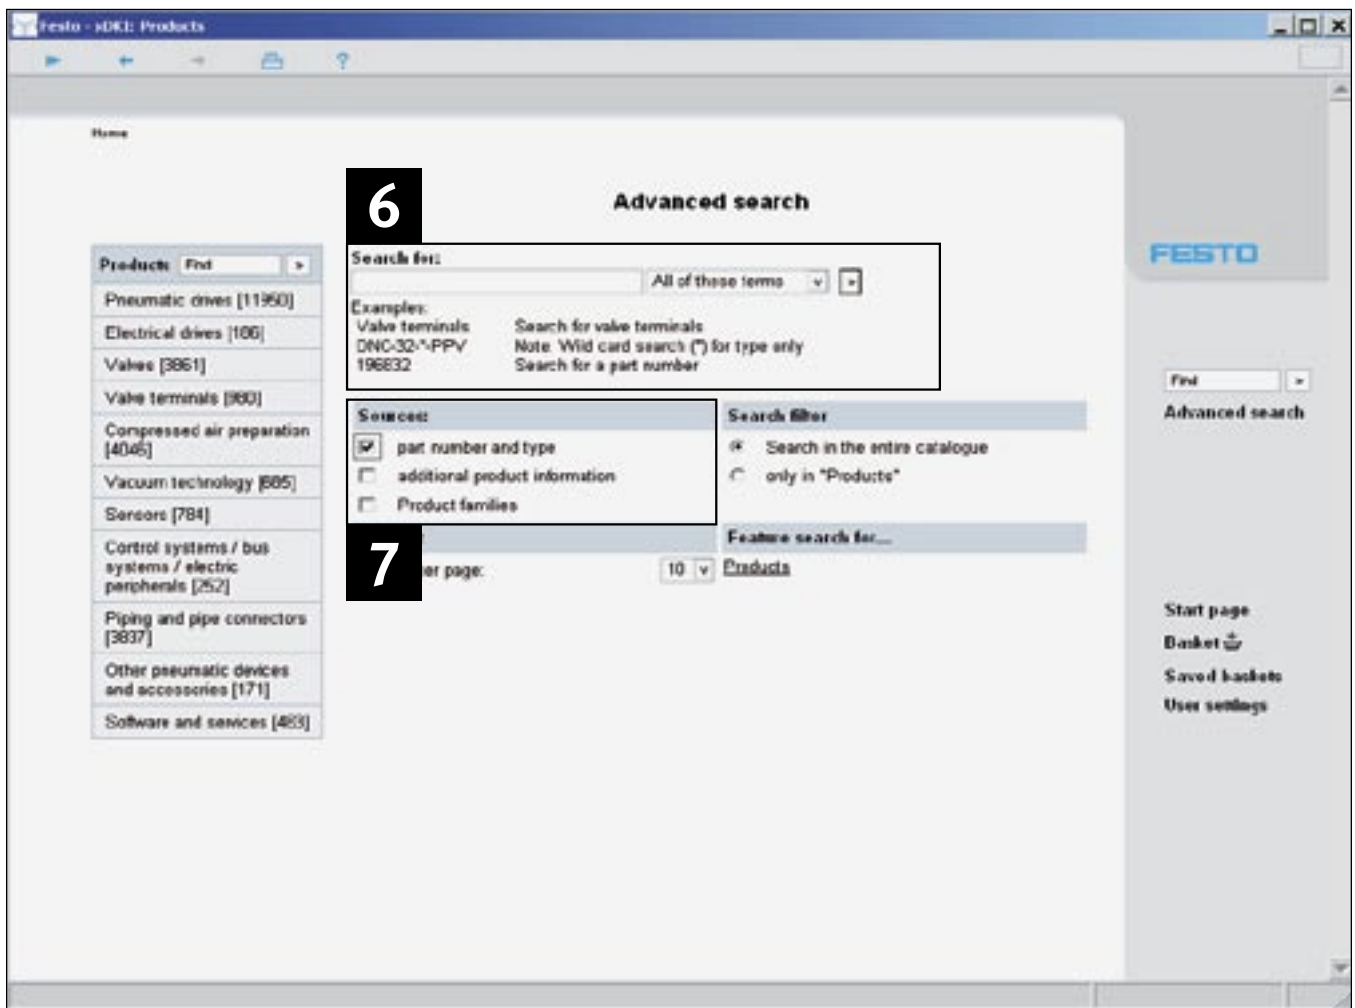 Festo - xDKI: Products
Home
6
Advanced search
Products Find
Pneumatic drives [11950]
Electrical drives [186]
Valves [3861]
Valve terminals [980]
Compressed air preparation
[4046]
Vacuum technology [685]
Sensors [784]
Control systems / bus
systems / electric
peripherals [252]
Piping and pipe connectors
[3837]
Other pneumatic devices
and accessories [171]
Software and services [483]
Search for:
All of these terms
Examples:
Valve terminals Search for valve terminals
DNC-32-*-PPV Note: Wild card search (*) for type only
196832 Search for a part number
Sources:
part number and type
additional product information
Product families
Search filter
Search in the entire catalogue
only in "Products"
7
er page: 10
Feature search for...
Products
FESTO
Find
Advanced search
Start page
Basket
Saved baskets
User settings